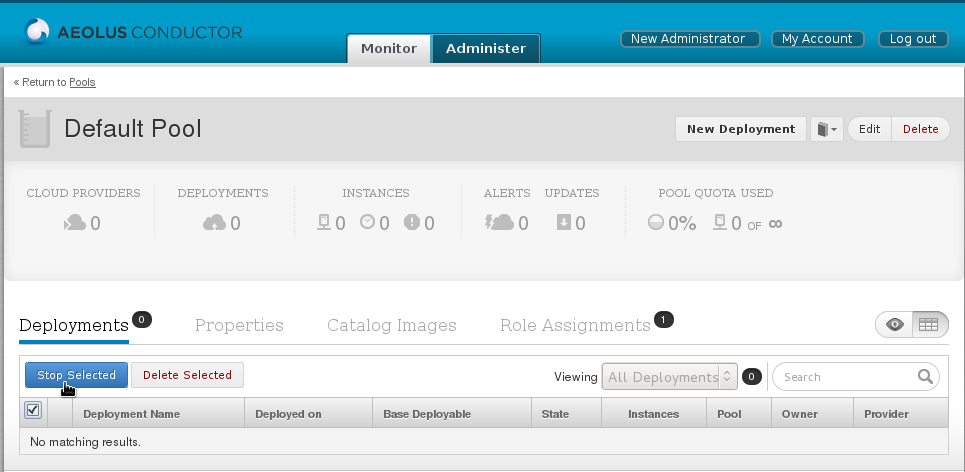 AEOLUS CONDUCTOR
Monitor Administer New Administrator My Account Log out
« Return to Pools
Default Pool New Deployment Edit Delete
CLOUD PROVIDERS DEPLOYMENTS INSTANCES ALERTS UPDATES POOL QUOTA USED
0 0 0 0 0 0 0 0% 0 OF ∞
Deployments 0 Properties Catalog Images Role Assignments 1
Stop Selected Delete Selected Viewing All Deployments 0 Search
Deployment Name Deployed on Base Deployable State Instances Pool Owner Provider
No matching results.